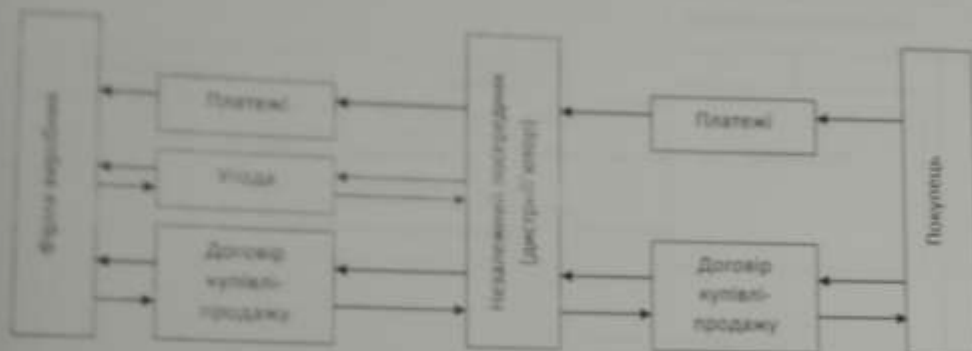 Фірма виробник
Платежі
Угода
Договір
купівлі-
продажу
Незалежний посередник
(дистриб'ютор)
Платежі
Договір
купівлі-
продажу
Покупець